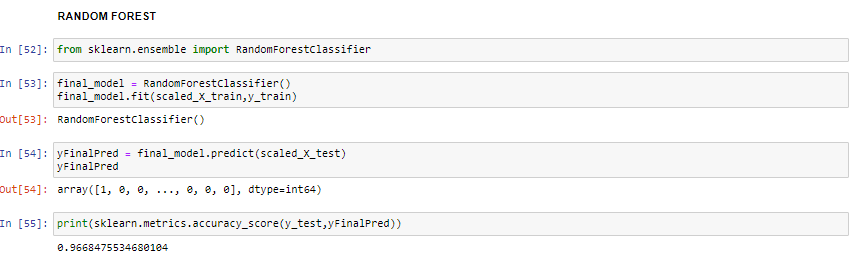 RANDOM FOREST
In [52]: from sklearn.ensemble import RandomForestClassifier
In [53]: final_model = RandomForestClassifier()
final_model.fit(scaled_X_train,y_train)
Out[53]: RandomForestClassifier()
In [54]: yFinalPred = final_model.predict(scaled_X_test)
yFinalPred
Out[54]: array([1, 0, 0, ..., 0, 0, 0], dtype=int64)
In [55]: print(sklearn.metrics.accuracy_score(y_test,yFinalPred))
0.9668475534680104